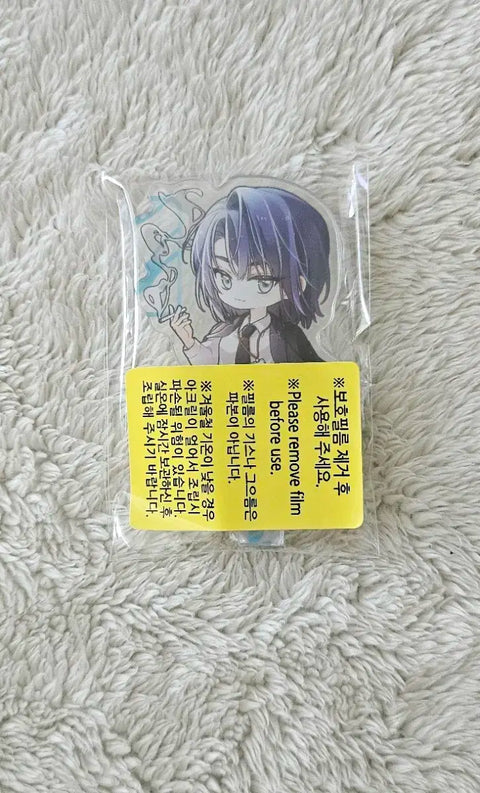 ※보호필름 제거 후
사용해 주세요.
※Please remove film
before use.
※필름의 기스나 그으름은
파본이 아닙니다.
※겨울철 기온이 낮을 경우
아크릴이 얼어서 조립시
파손될 위험이 있습니다.
실온에 잠시간 보관하신 후
조립해 주시기 바랍니다.